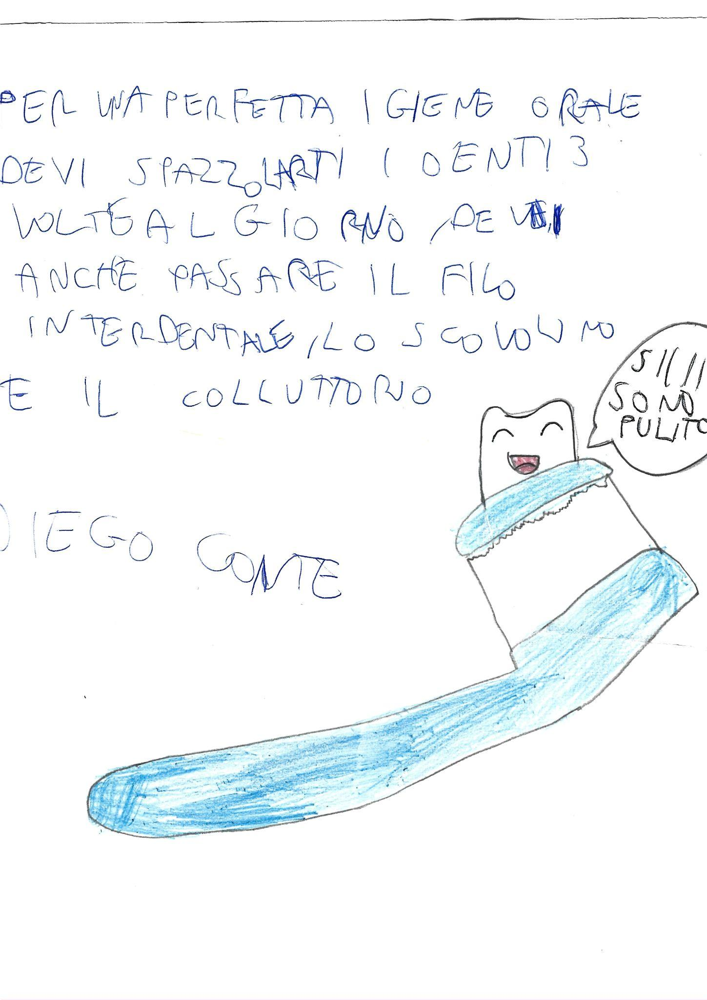 PER UNA PERFETTA IGIENE ORALE
DEVI SPAZZOLARTI I DENTI 3
VOLTE AL GIORNO, DEVI
ANCHE PASSARE IL FILO
INTERDENTALE, LO SCOVOLINO
E IL COLLUTTORIO
SIIIII
SONO
PULITO
DIEGO CONTE